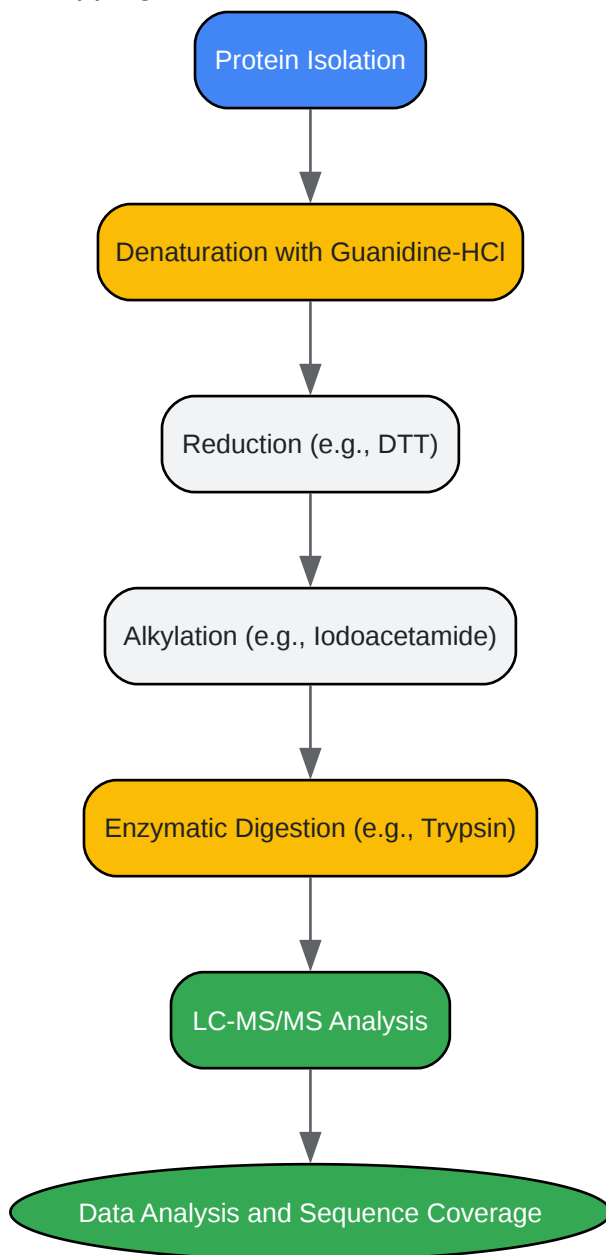 Protein Isolation
Denaturation with Guanidine-HCl
Reduction (e.g., DTT)
Alkylation (e.g., Iodoacetamide)
Enzymatic Digestion (e.g., Trypsin)
LC-MS/MS Analysis
Data Analysis and Sequence Coverage